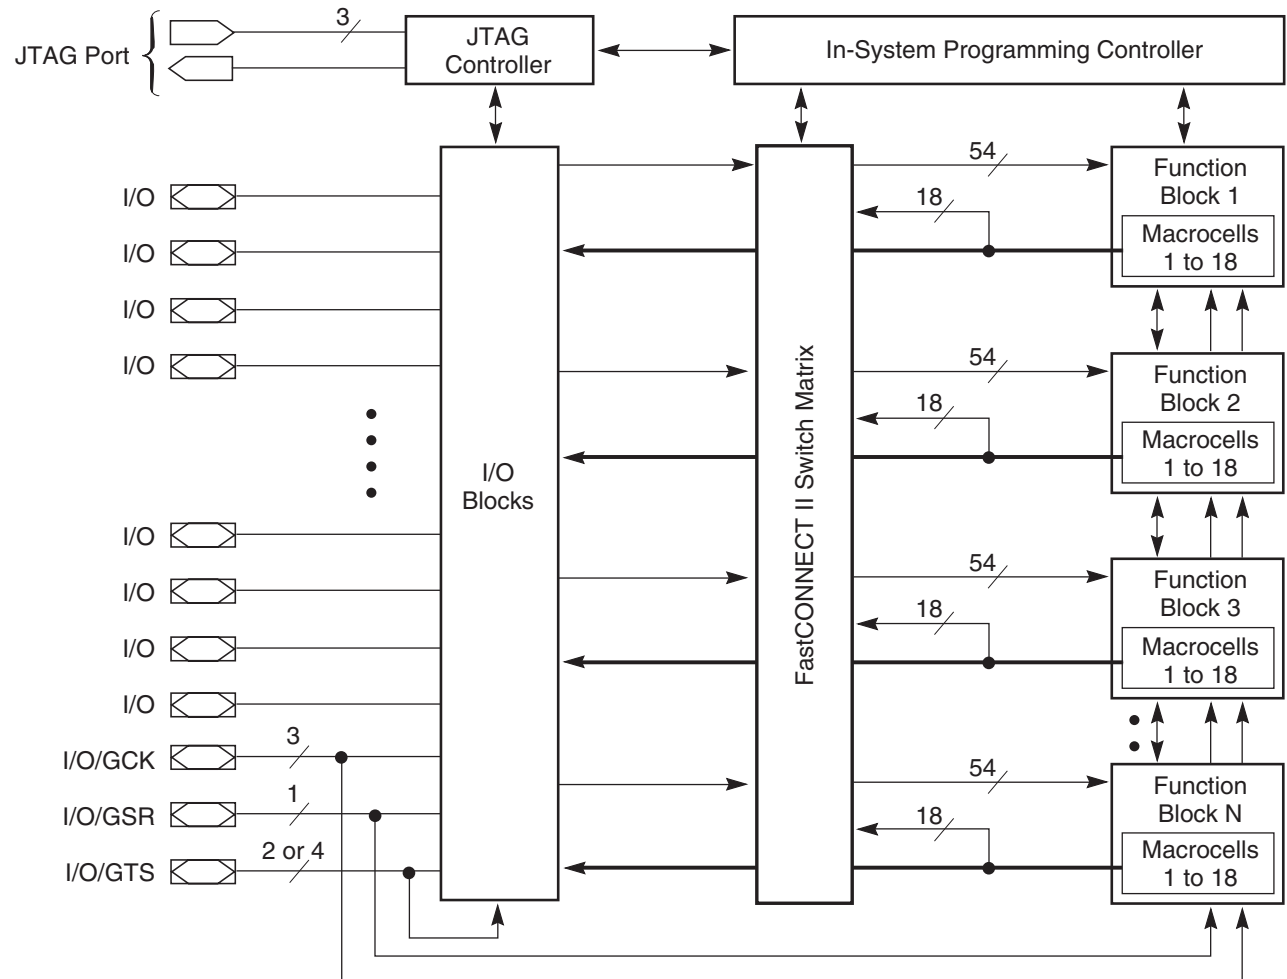 3
JTAG Port
JTAG
Controller
In-System Programming Controller
I/O
I/O
I/O
I/O
I/O
I/O
I/O
I/O
I/O/GCK
3
I/O/GSR
1
I/O/GTS
2 or 4
I/O
Blocks
FastCONNECT II Switch Matrix
54
18
Function
Block 1
Macrocells
1 to 18
54
18
Function
Block 2
Macrocells
1 to 18
54
18
Function
Block 3
Macrocells
1 to 18
54
18
Function
Block N
Macrocells
1 to 18